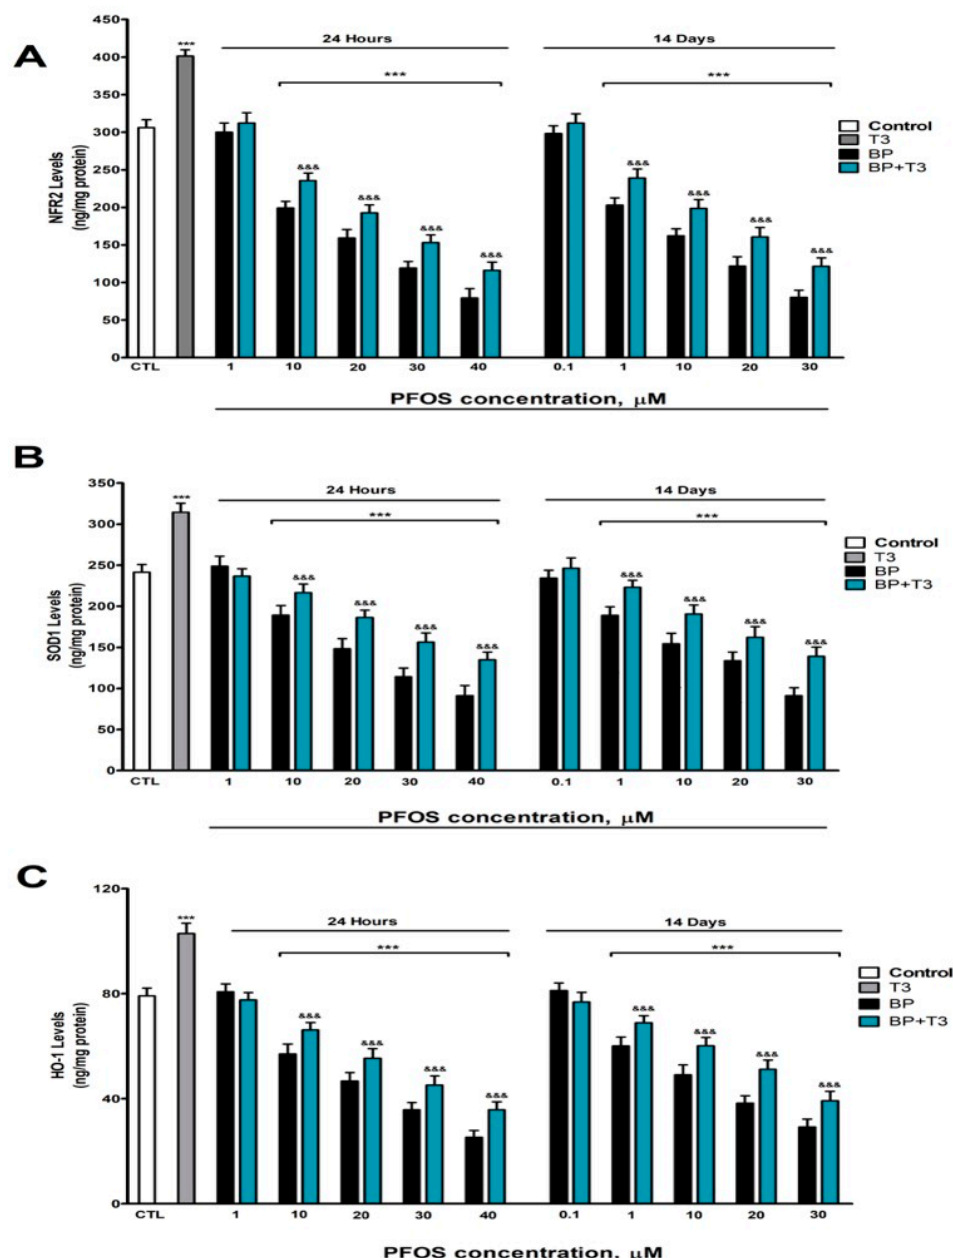 A
NFR2 Levels
(ng/mg protein)
450
400
350
300
250
200
150
100
50
0
***
24 Hours
***
14 Days
***
&&&
&&&
&&&
&&&
&&&
&&&
&&&
&&&
Control
T3
BP
BP+T3
CTL 1 10 20 30 40 0.1 1 10 20 30
PFOS concentration, μM
B
SOD1 Levels
(ng/mg protein)
350
300
250
200
150
100
50
0
***
24 Hours
***
14 Days
***
&&&
&&&
&&&
&&&
&&&
&&&
&&&
&&&
Control
T3
BP
BP+T3
CTL 1 10 20 30 40 0.1 1 10 20 30
PFOS concentration, μM
C
HO-1 Levels
(ng/mg protein)
120
80
40
0
***
24 Hours
***
14 Days
***
&&&
&&&
&&&
&&&
&&&
&&&
&&&
&&&
Control
T3
BP
BP+T3
CTL 1 10 20 30 40 0.1 1 10 20 30
PFOS concentration, μM